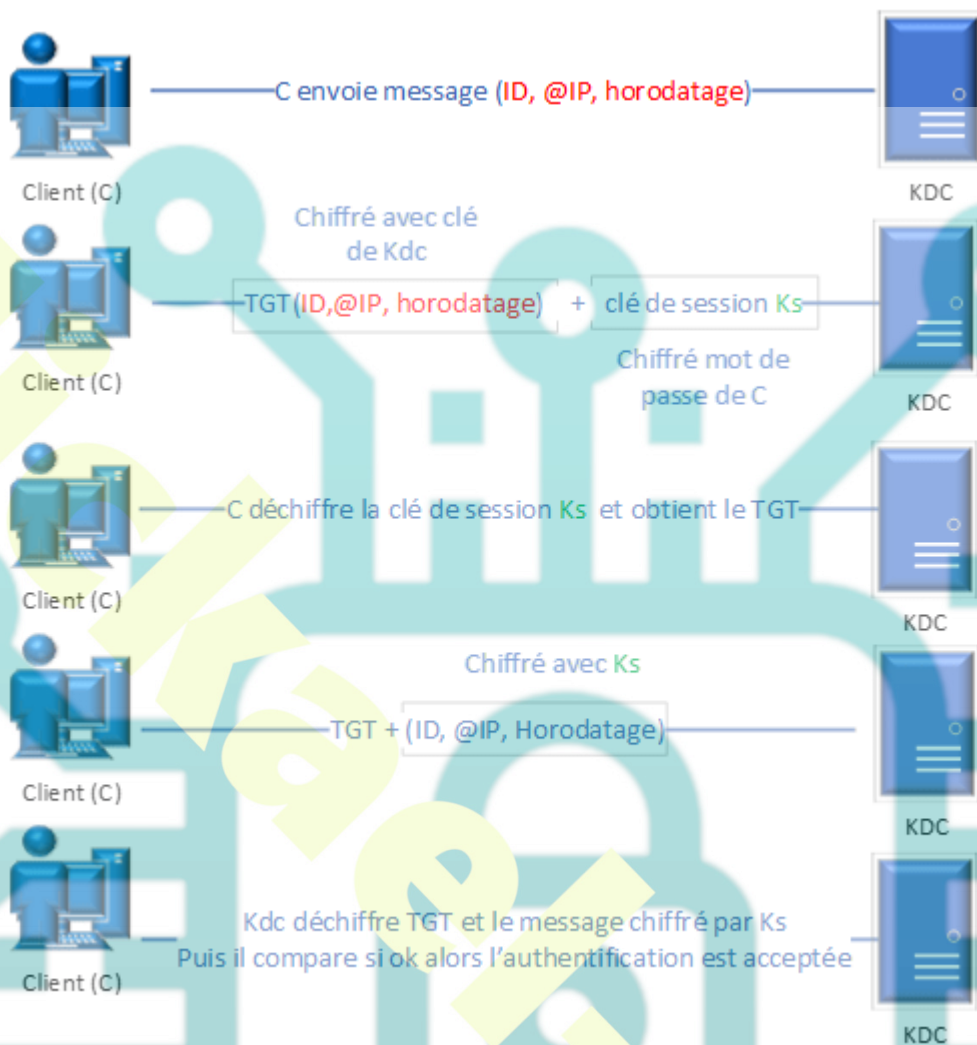 C envoie message (ID, @IP, horodatage)
Client (C)
KDC
Chiffré avec clé
de Kdc
TGT(ID,@IP, horodatage) + clé de session Ks
Chiffré mot de
passe de C
Client (C)
KDC
C déchiffre la clé de session Ks et obtient le TGT
Client (C)
KDC
Chiffré avec Ks
TGT + (ID, @IP, Horodatage)
Client (C)
KDC
Kdc déchiffre TGT et le message chiffré par Ks
Puis il compare si ok alors l'authentification est acceptée
Client (C)
KDC